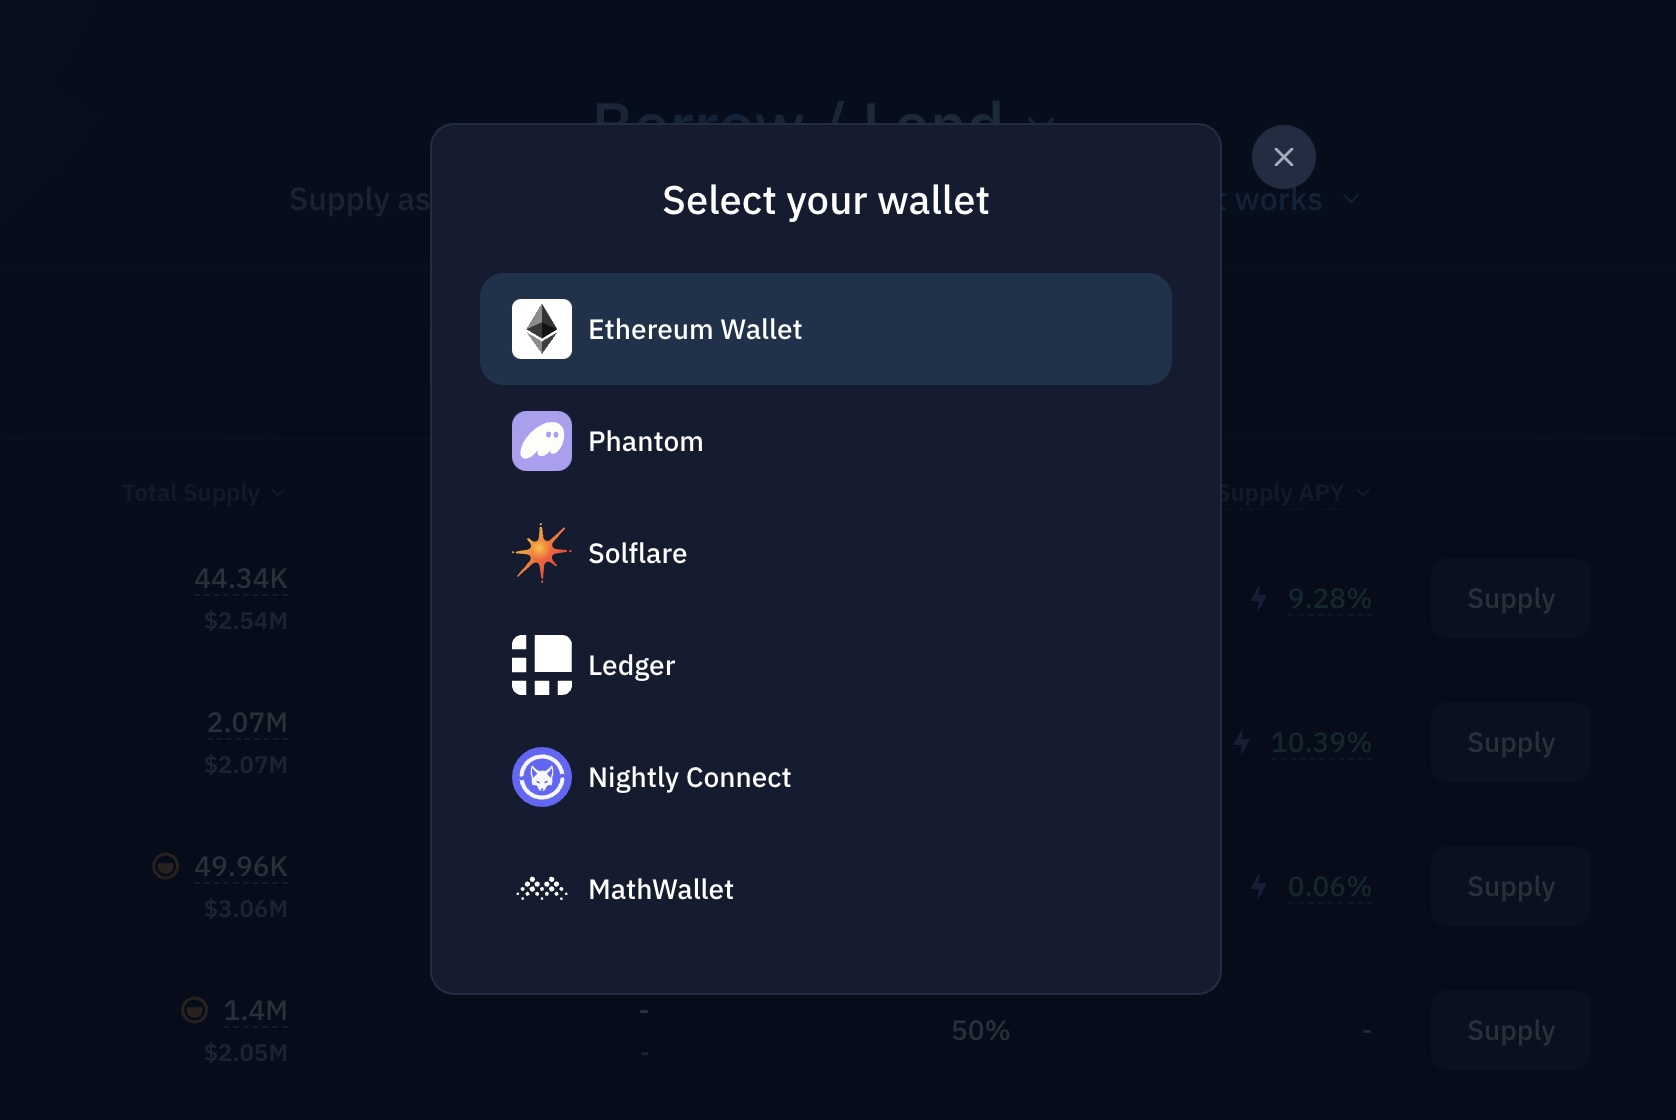 Borrow / Lend
Select your wallet
Supply as
t works
Ethereum Wallet
Phantom
Total Supply
Supply APY
Solflare
44.34K
$2.54M
9.28%
Supply
Ledger
2.07M
$2.07M
10.39%
Supply
Nightly Connect
49.96K
$3.06M
0.06%
Supply
MathWallet
1.4M
$2.05M
-
-
50%
-
Supply